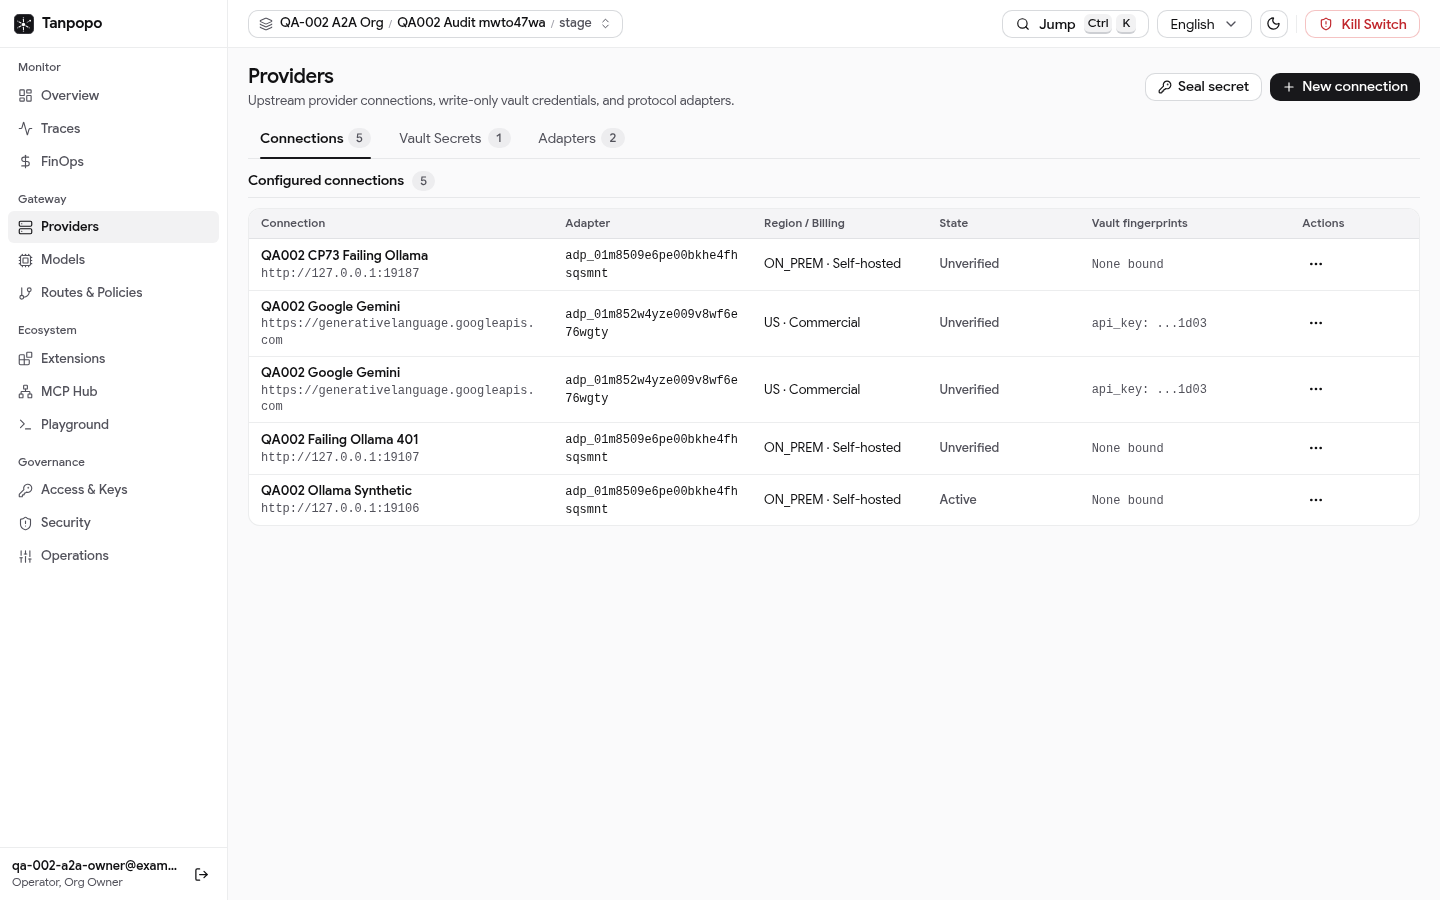 Tanpopo
QA-002 A2A Org / QA002 Audit mwto47wa / stage
Jump Ctrl K
English
Kill Switch
Monitor
Overview
Traces
FinOps
Gateway
Providers
Models
Routes & Policies
Ecosystem
Extensions
MCP Hub
Playground
Governance
Access & Keys
Security
Operations
qa-002-a2a-owner@exam...
Operator, Org Owner
Providers
Upstream provider connections, write-only vault credentials, and protocol adapters.
Seal secret
New connection
Connections 5
Vault Secrets 1
Adapters 2
Configured connections 5
Connection Adapter Region / Billing State Vault fingerprints Actions
QA002 CP73 Failing Ollama
http://127.0.0.1:19187
adp_01m8509e6pe00bkhe4fh
sqsmnt
ON_PREM · Self-hosted
Unverified
None bound
QA002 Google Gemini
https://generativelanguage.googleapis.
com
adp_01m852w4yze009v8wf6e
76wgty
US · Commercial
Unverified
api_key: ...1d03
QA002 Google Gemini
https://generativelanguage.googleapis.
com
adp_01m852w4yze009v8wf6e
76wgty
US · Commercial
Unverified
api_key: ...1d03
QA002 Failing Ollama 401
http://127.0.0.1:19107
adp_01m8509e6pe00bkhe4fh
sqsmnt
ON_PREM · Self-hosted
Unverified
None bound
QA002 Ollama Synthetic
http://127.0.0.1:19106
adp_01m8509e6pe00bkhe4fh
sqsmnt
ON_PREM · Self-hosted
Active
None bound